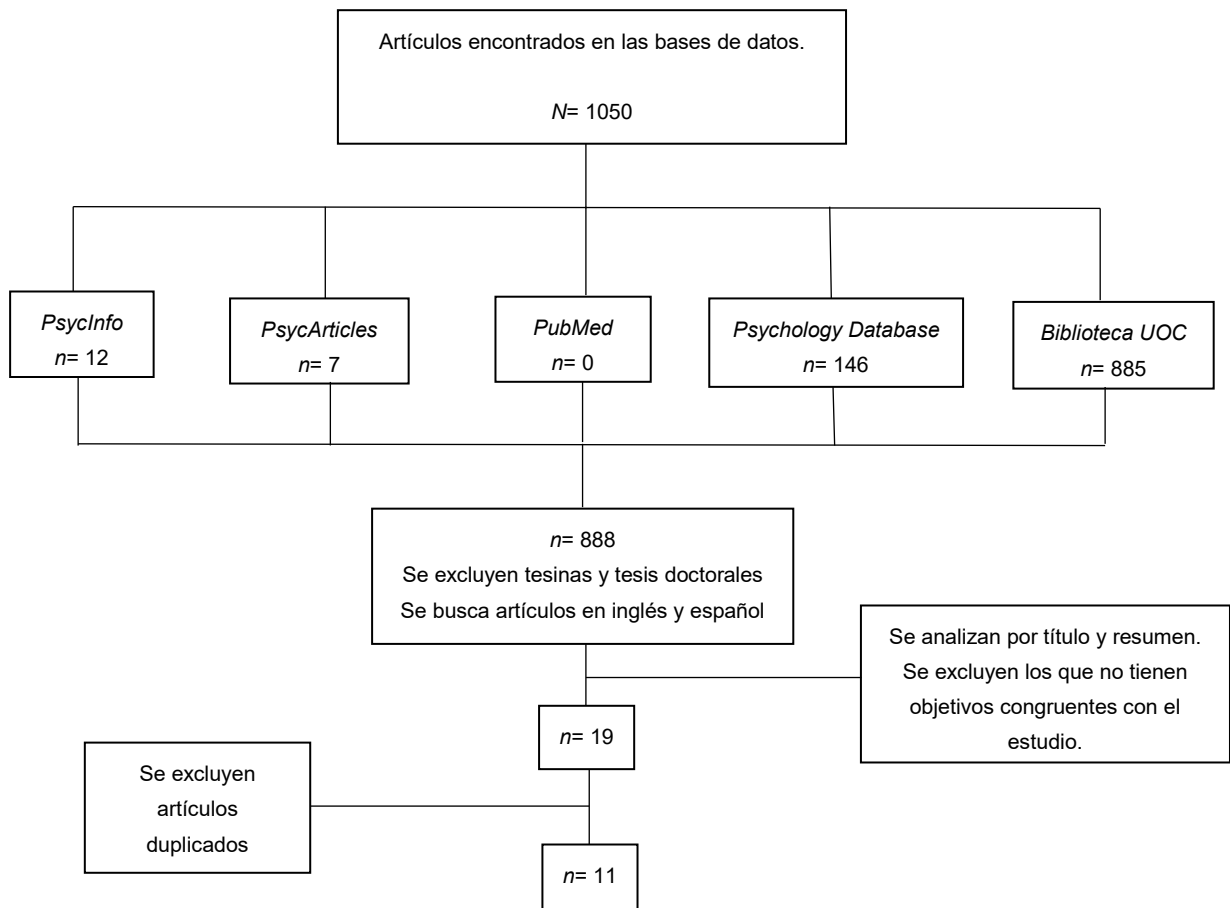 Artículos encontrados en las bases de datos.
N= 1050
PsycInfo
n= 12
PsycArticles
n= 7
PubMed
n= 0
Psychology Database
n= 146
Biblioteca UOC
n= 885
n= 888
Se excluyen tesinas y tesis doctorales
Se busca artículos en inglés y español
Se analizan por título y resumen.
Se excluyen los que no tienen
objetivos congruentes con el
estudio.
n= 19
Se excluyen
artículos
duplicados
n= 11